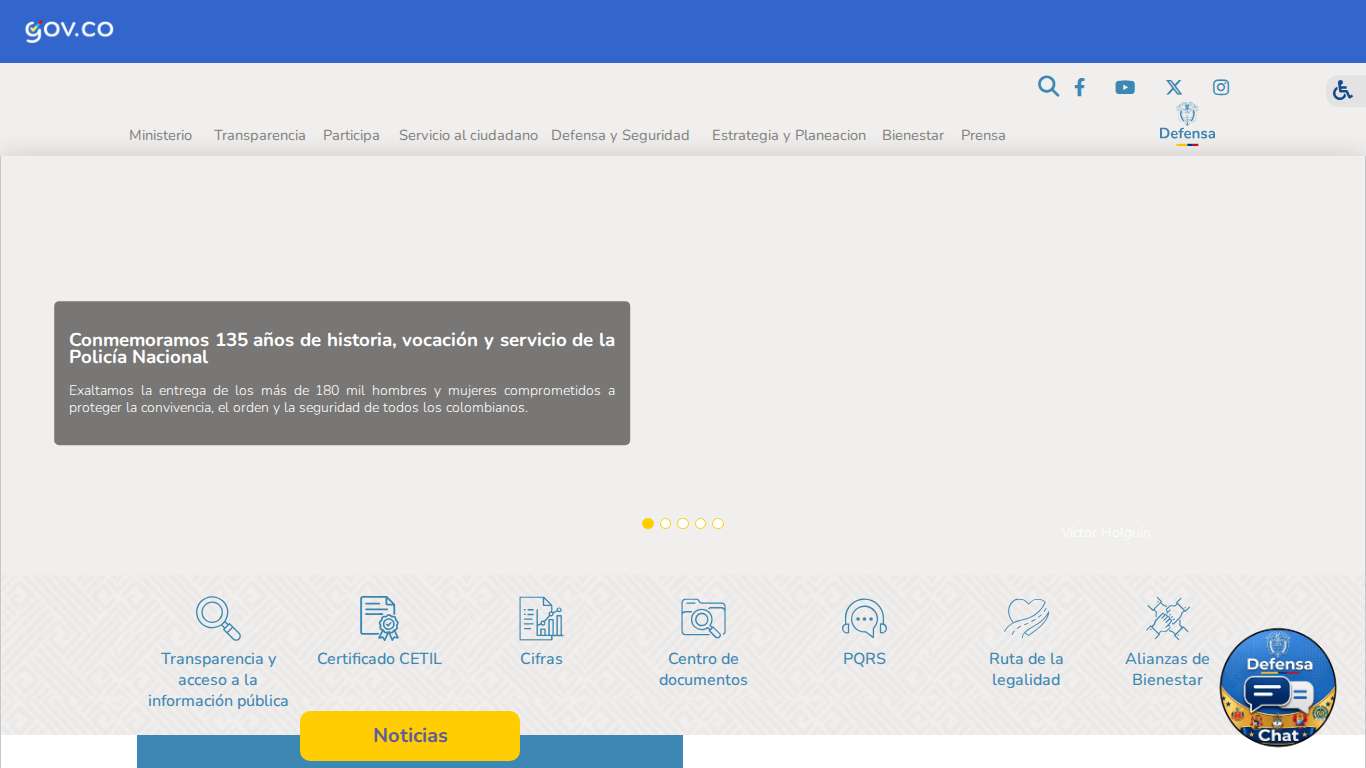 GOV.CO
Ministerio Transparencia Participa Servicio al ciudadano Defensa y Seguridad Estrategia y Planeacion Bienestar Prensa
Defensa
Conmemoramos 135 años de historia, vocación y servicio de la
Policía Nacional
Exaltamos la entrega de los más de 180 mil hombres y mujeres comprometidos a
proteger la convivencia, el orden y la seguridad de todos los colombianos.
Victor Holguin
Transparencia y
acceso a la
información pública
Certificado CETIL
Cifras
Centro de
documentos
PQRS
Ruta de la
legalidad
Alianzas de
Bienestar
Defensa
Chat
Noticias